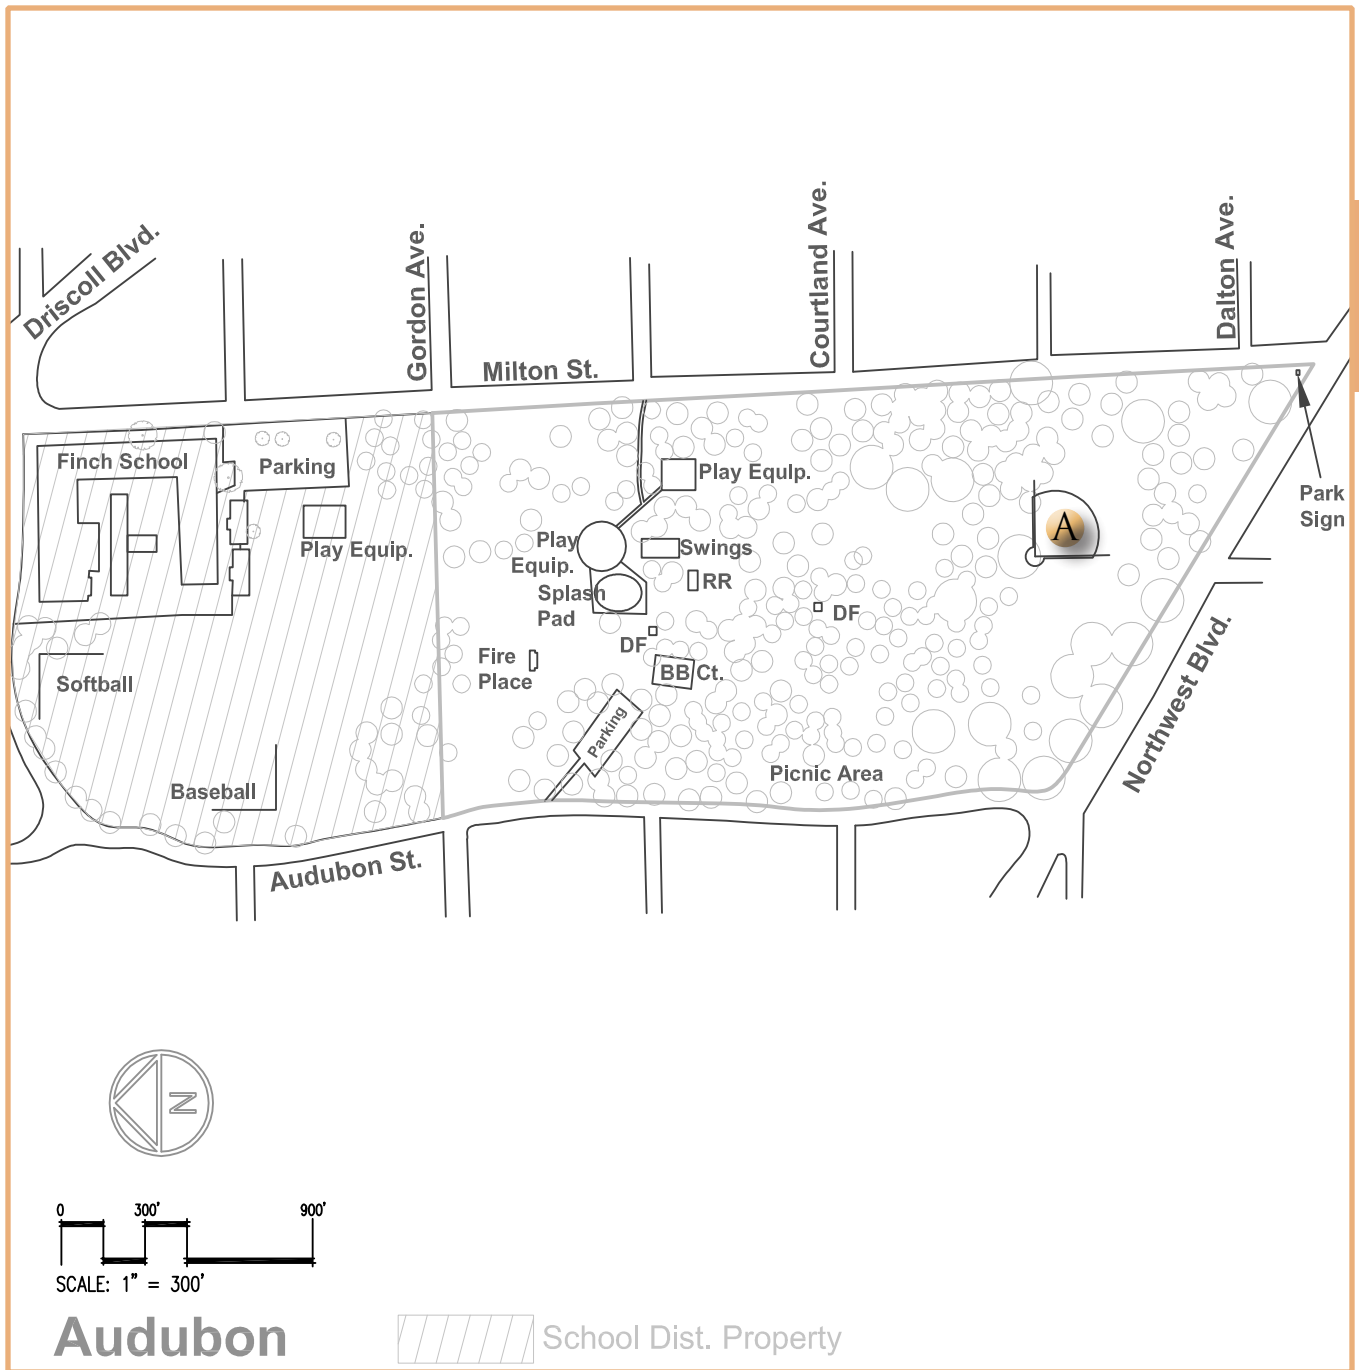 Driscoll Blvd.
Gordon Ave.
Courtland Ave.
Dalton Ave.
Milton St.
Finch School
Parking
Play Equip.
Play Equip.
Play
Equip.
Swings
RR
Splash
Pad
DF
DF
A
Park
Sign
Fire
Place
BB Ct.
Softball
Parking
Baseball
Picnic Area
Northwest Blvd.
Audubon St.
N
0 300' 900'
SCALE: 1" = 300'
Audubon
School Dist. Property